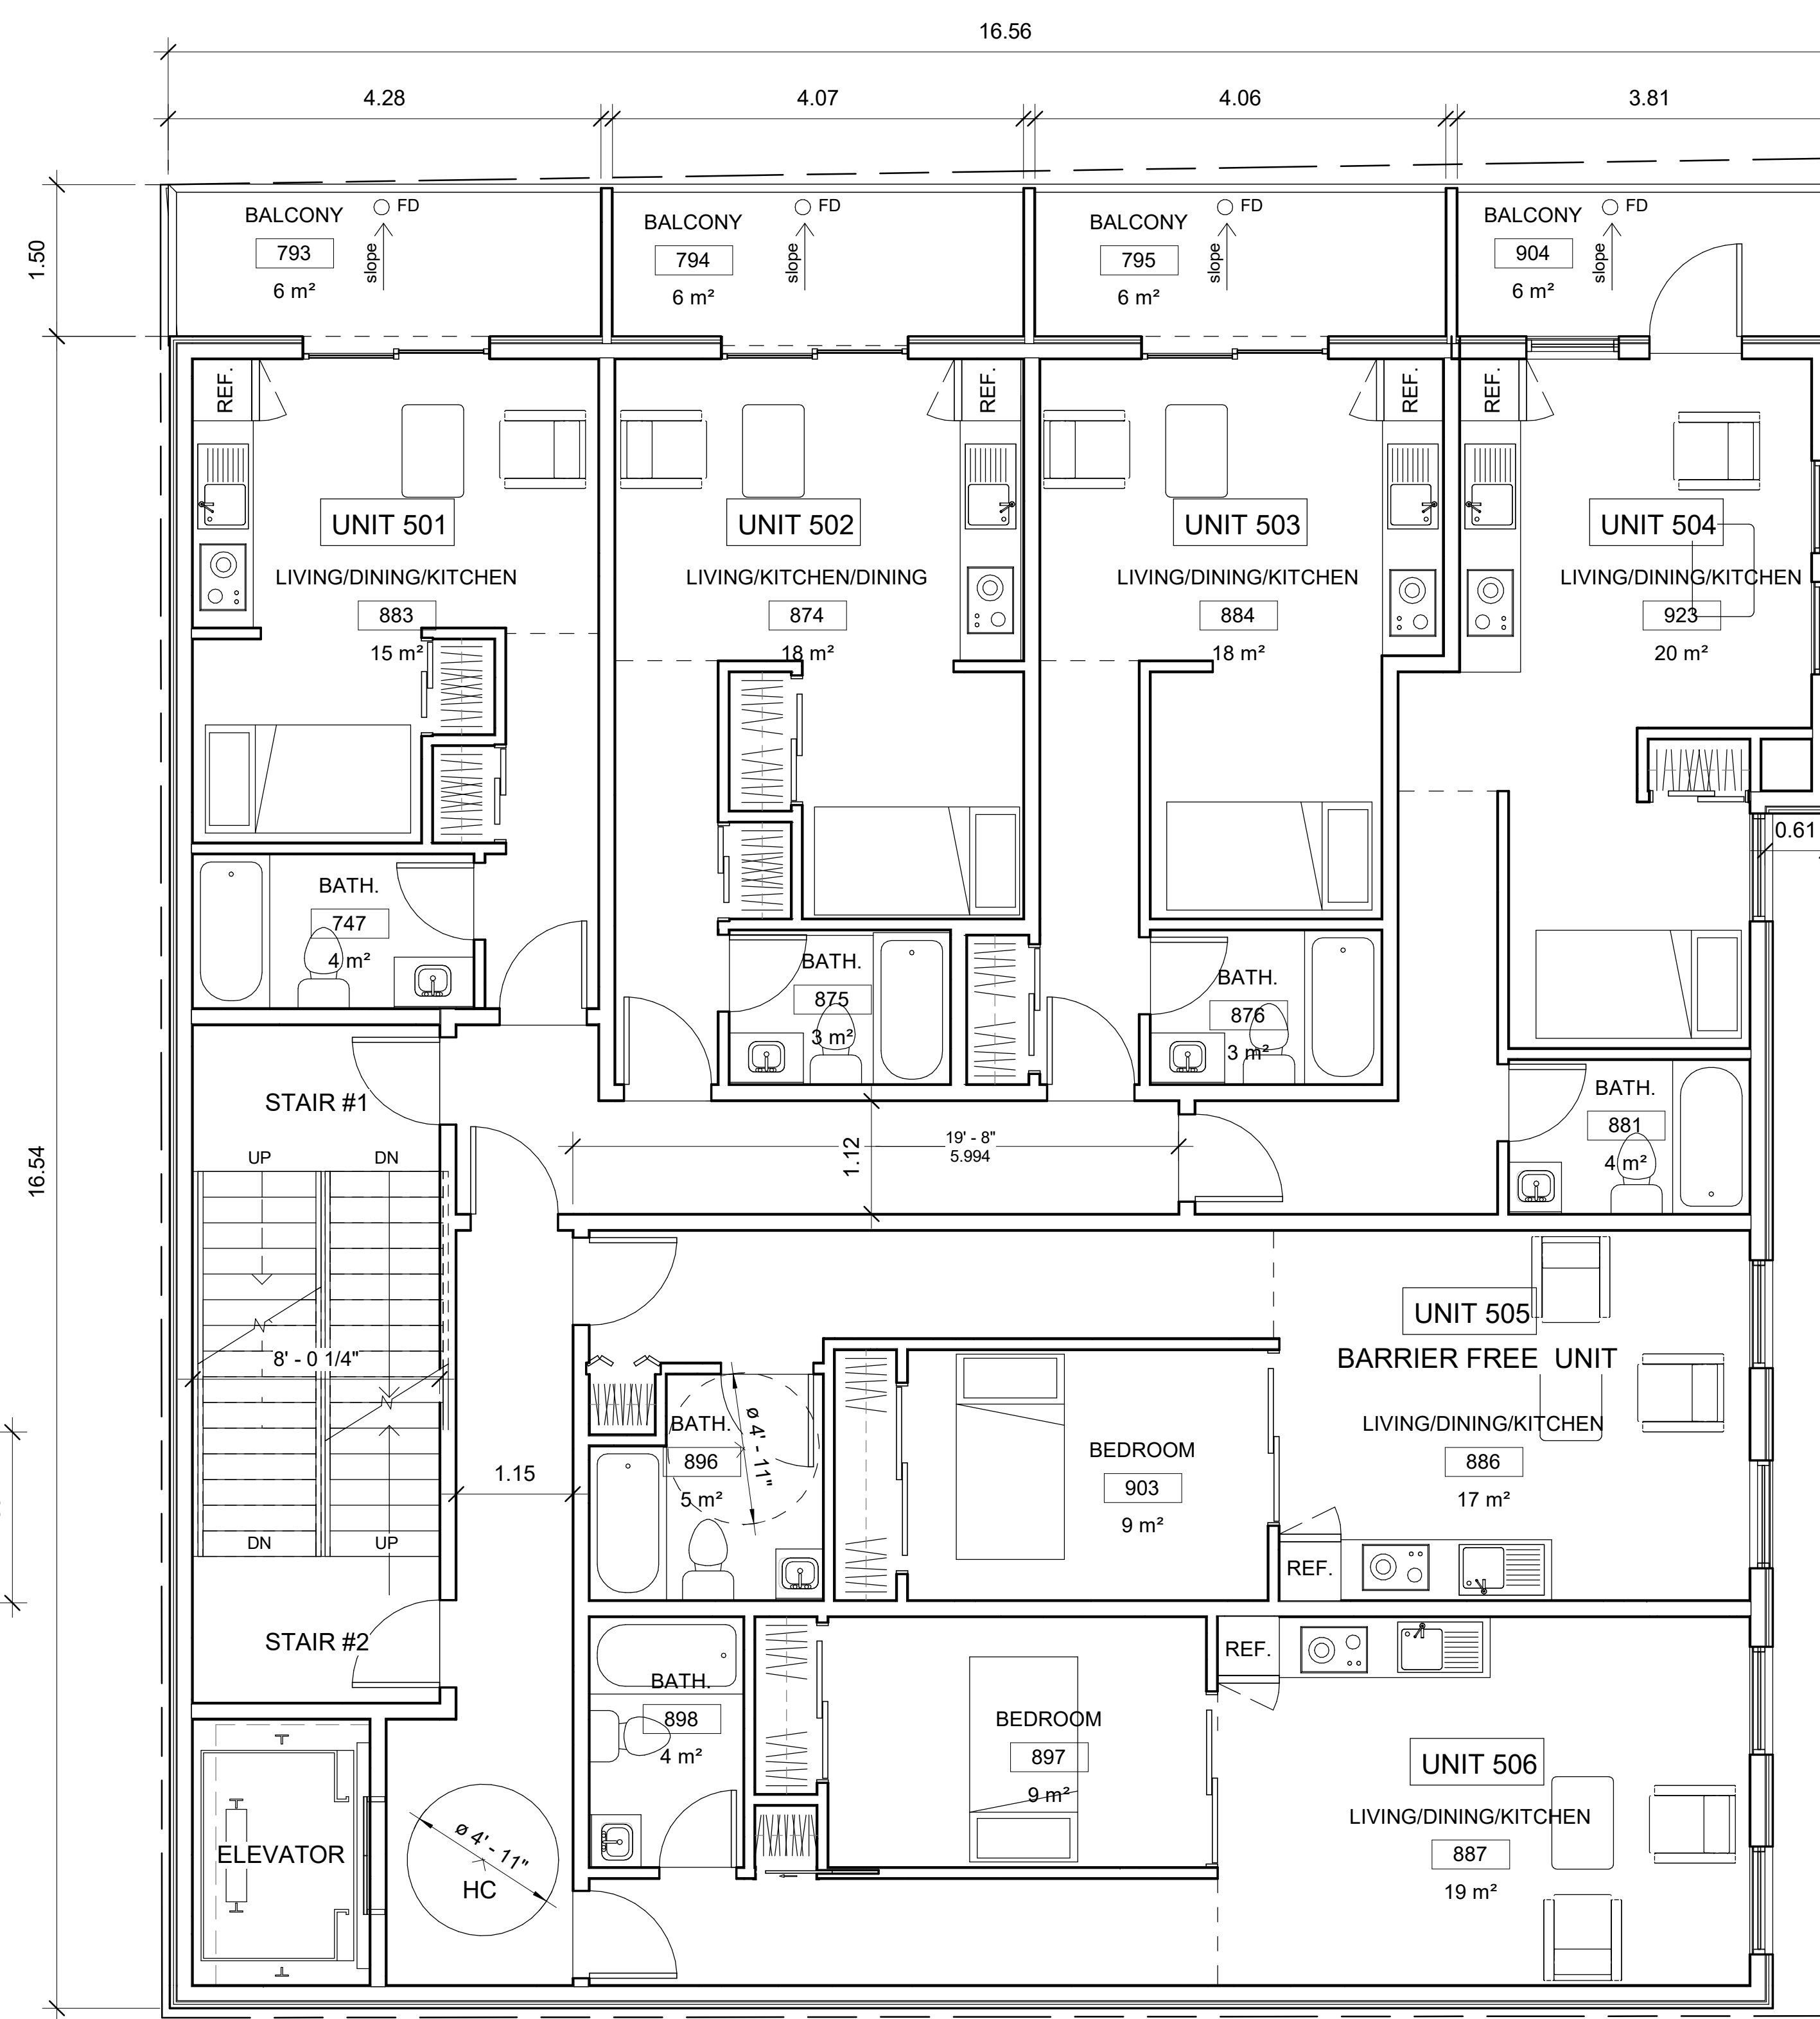 16.56
4.28
4.07
4.06
3.81
1.50
BALCONY
793
6 m²
slope
FD
BALCONY
794
6 m²
slope
FD
BALCONY
795
6 m²
slope
FD
BALCONY
904
6 m²
slope
FD
REF.
REF.
REF.
REF.
UNIT 501
LIVING/DINING/KITCHEN
883
15 m²
UNIT 502
LIVING/KITCHEN/DINING
874
18 m²
UNIT 503
LIVING/DINING/KITCHEN
884
18 m²
UNIT 504
LIVING/DINING/KITCHEN
923
20 m²
0.61
BATH.
747
4 m²
BATH.
875
3 m²
BATH.
876
3 m²
BATH.
881
4 m²
STAIR #1
UP
DN
16.54
1.12
19' - 8"
5.994
8' - 0 1/4"
DN
UP
STAIR #2
1.15
UNIT 505
BARRIER FREE UNIT
LIVING/DINING/KITCHEN
886
17 m²
BATH.
896
5 m²
ø 4' - 11"
BEDROOM
903
9 m²
REF.
REF.
BATH.
898
4 m²
BEDROOM
897
9 m²
UNIT 506
LIVING/DINING/KITCHEN
887
19 m²
ELEVATOR
ø 4' - 11"
HC